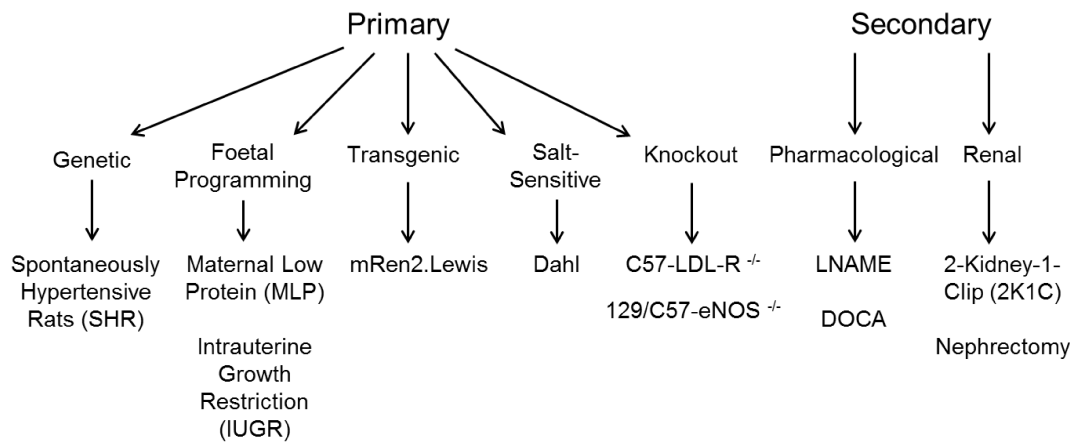 Primary
Secondary
Genetic
Foetal
Programming
Transgenic
Salt-
Sensitive
Knockout
Pharmacological
Renal
Spontaneously
Hypertensive
Rats (SHR)
Maternal Low
Protein (MLP)
Intrauterine
Growth
Restriction
(IUGR)
mRen2.Lewis
Dahl
C57-LDL-R -/-
129/C57-eNOS -/-
LNAME
DOCA
2-Kidney-1-
Clip (2K1C)
Nephrectomy